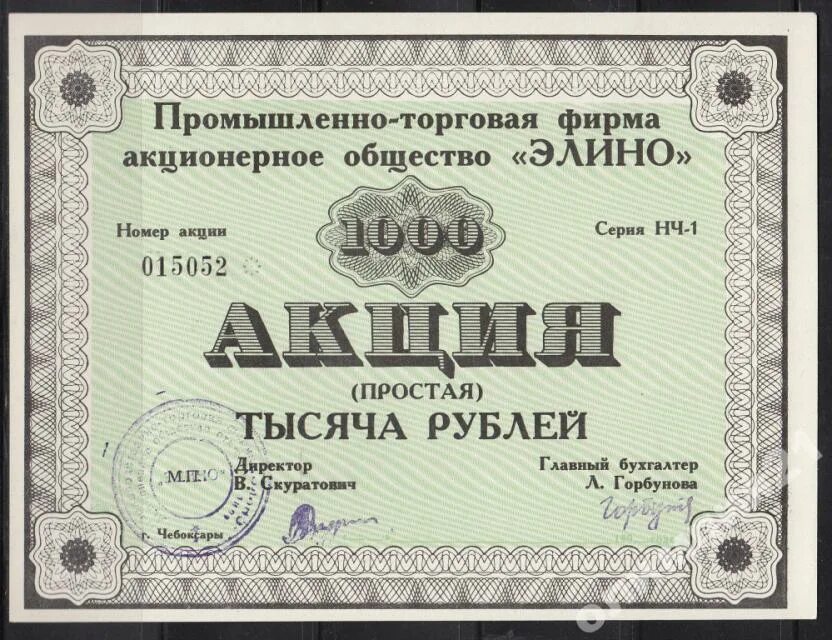 Промышленно-торговая фирма
акционерное общество «ЭЛИНО»
1000
Номер акции
Серия НЧ-1
015052
АКЦИЯ
(ПРОСТАЯ)
ТЫСЯЧА РУБЛЕЙ
Директор
В. Скуратович
Главный бухгалтер
Л. Горбунова
М.П.
г. Чебоксары